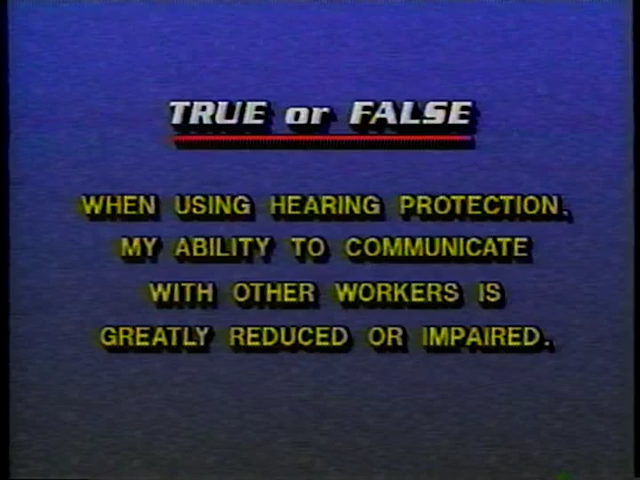 TRUE or FALSE
WHEN USING HEARING PROTECTION,
MY ABILITY TO COMMUNICATE
WITH OTHER WORKERS IS
GREATLY REDUCED OR IMPAIRED.